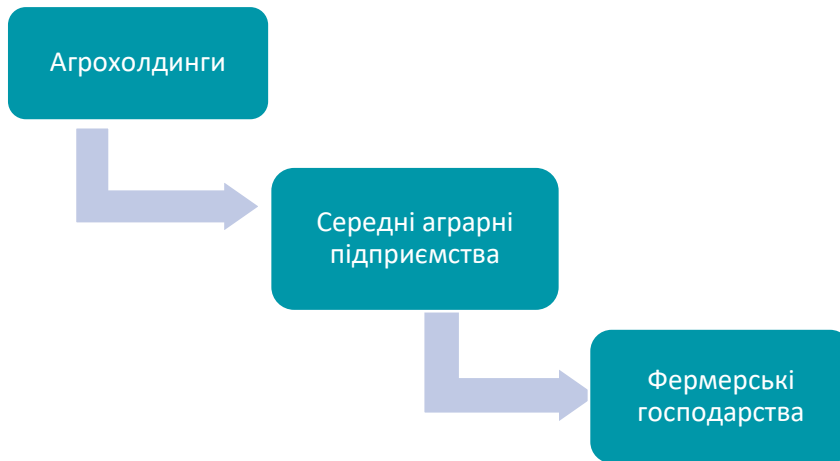 Агрохолдинги
Середні аграрні
підприємства
Фермерські
господарства